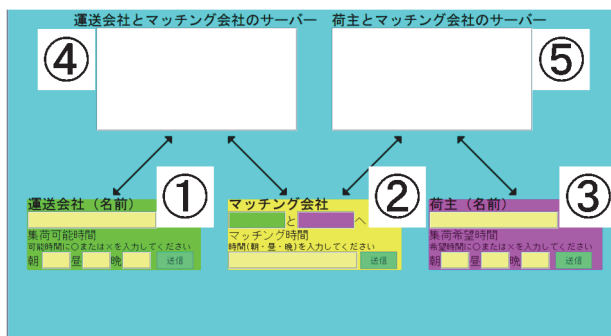 運送会社とマッチング会社のサーバー
荷主とマッチング会社のサーバー
④
⑤
運送会社（名前）
①
集荷可能時間
可能時間に○または×を入力してください
朝 昼 晩 送信
マッチング会社
②
と へ
マッチング時間
時間(朝・昼・晩)を入力してください
送信
荷主（名前）
③
集荷希望時間
希望時間に○または×を入力してください
朝 昼 晩 送信